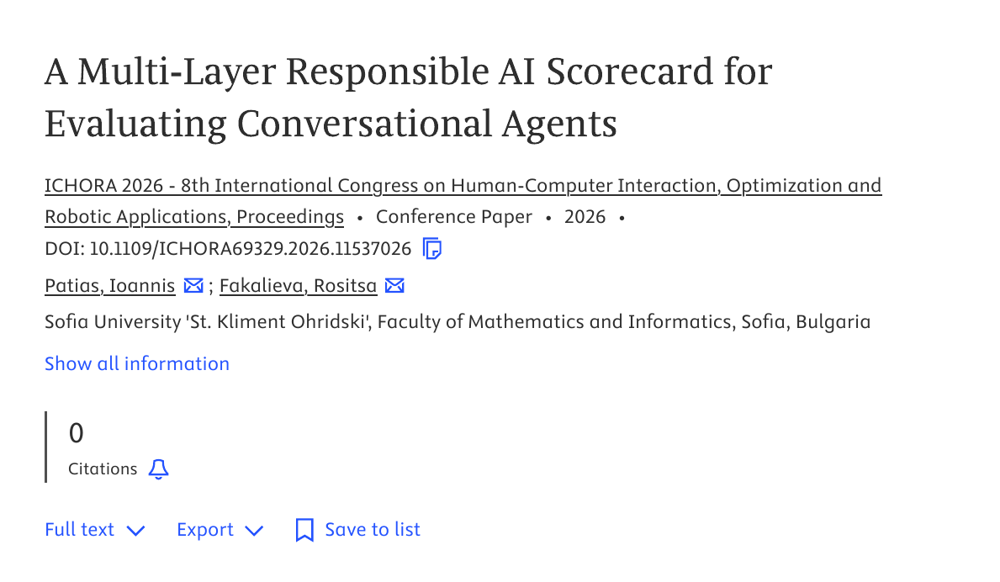 A Multi-Layer Responsible AI Scorecard for
Evaluating Conversational Agents
ICHORA 2026 - 8th International Congress on Human-Computer Interaction, Optimization and
Robotic Applications, Proceedings • Conference Paper • 2026 •
DOI: 10.1109/ICHORA69329.2026.11537026
Patias, Ioannis ; Fakalieva, Rositsa
Sofia University 'St. Kliment Ohridski', Faculty of Mathematics and Informatics, Sofia, Bulgaria
Show all information
0
Citations
Full text Export Save to list